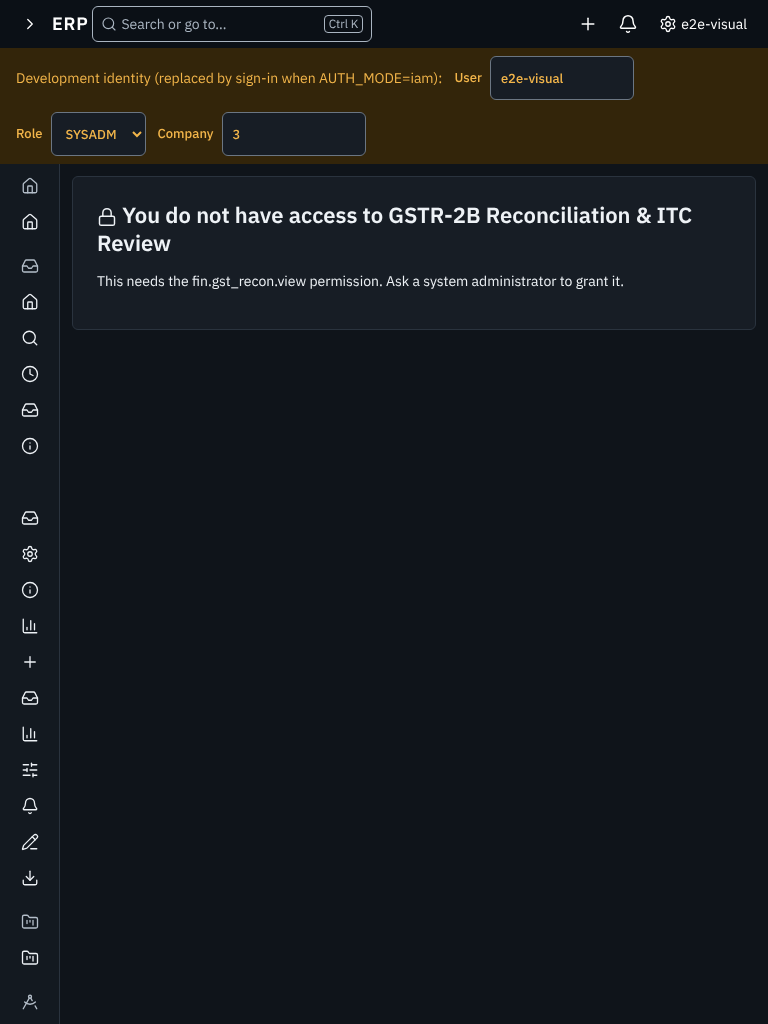 ERP Search or go to... Ctrl K e2e-visual
Development identity (replaced by sign-in when AUTH_MODE=iam): User e2e-visual
Role SYSADM Company 3
You do not have access to GSTR-2B Reconciliation & ITC
Review
This needs the fin.gst_recon.view permission. Ask a system administrator to grant it.